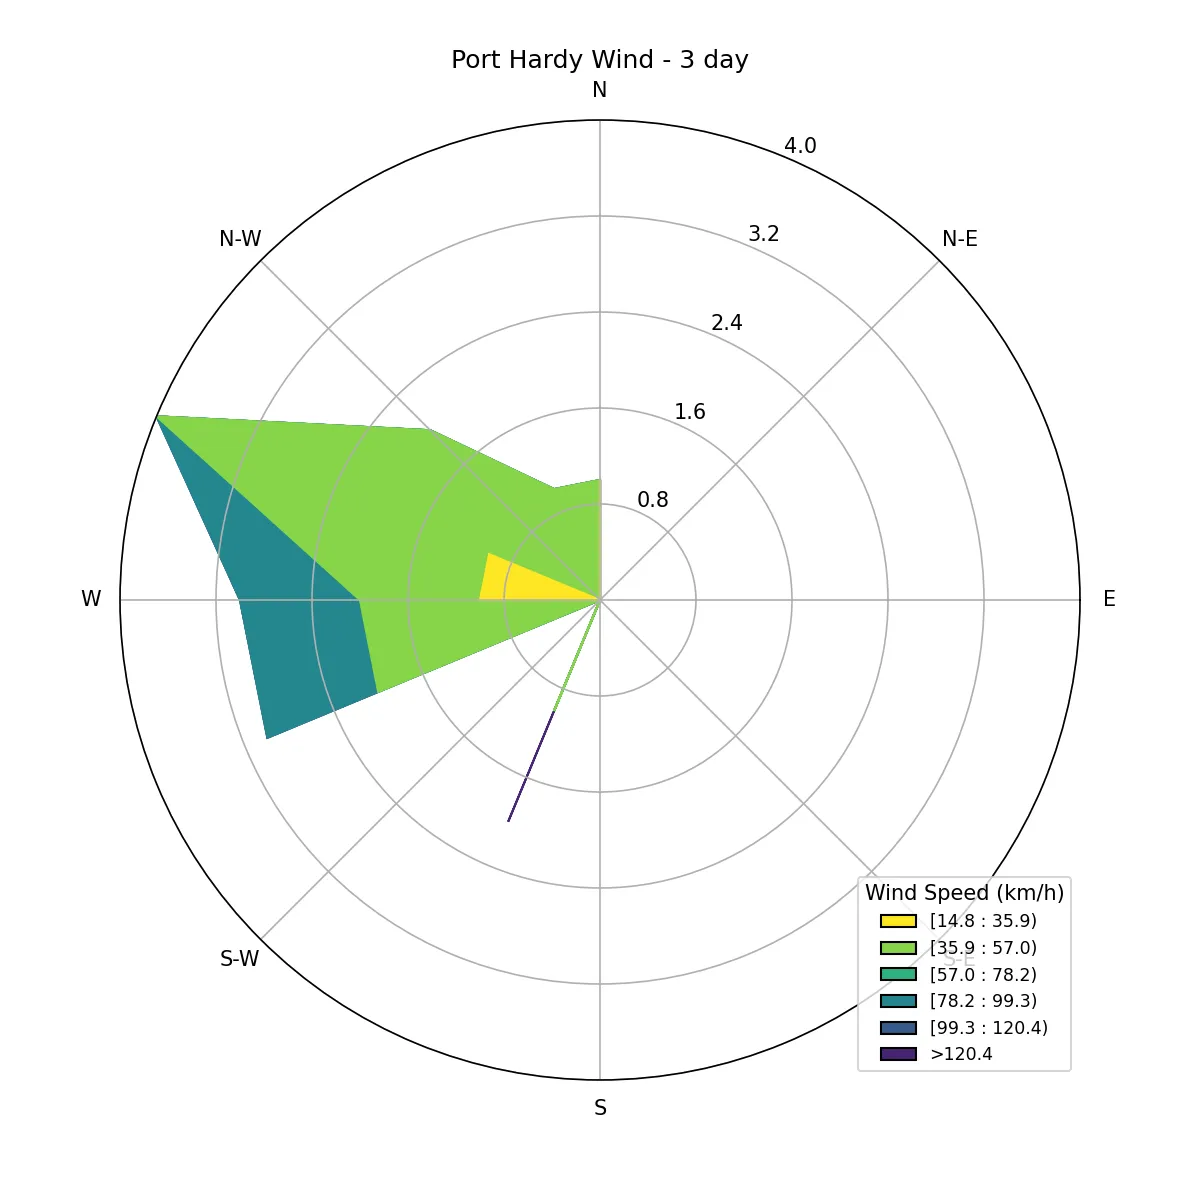 Port Hardy Wind - 3 day
N
4.0
N-W
3.2
N-E
2.4
1.6
0.8
W
E
S-W
S-E
S
Wind Speed (km/h)
[14.8 : 35.9)
[35.9 : 57.0)
[57.0 : 78.2)
[78.2 : 99.3)
[99.3 : 120.4)
>120.4